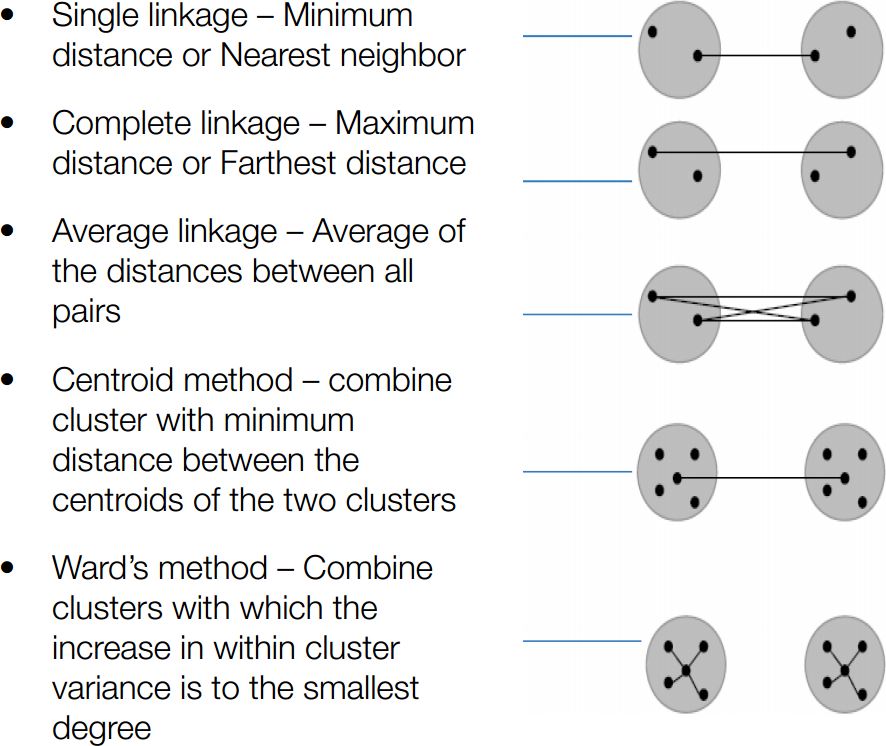 • Single linkage – Minimum
distance or Nearest neighbor
• Complete linkage – Maximum
distance or Farthest distance
• Average linkage – Average of
the distances between all
pairs
• Centroid method – combine
cluster with minimum
distance between the
centroids of the two clusters
• Ward’s method – Combine
clusters with which the
increase in within cluster
variance is to the smallest
degree